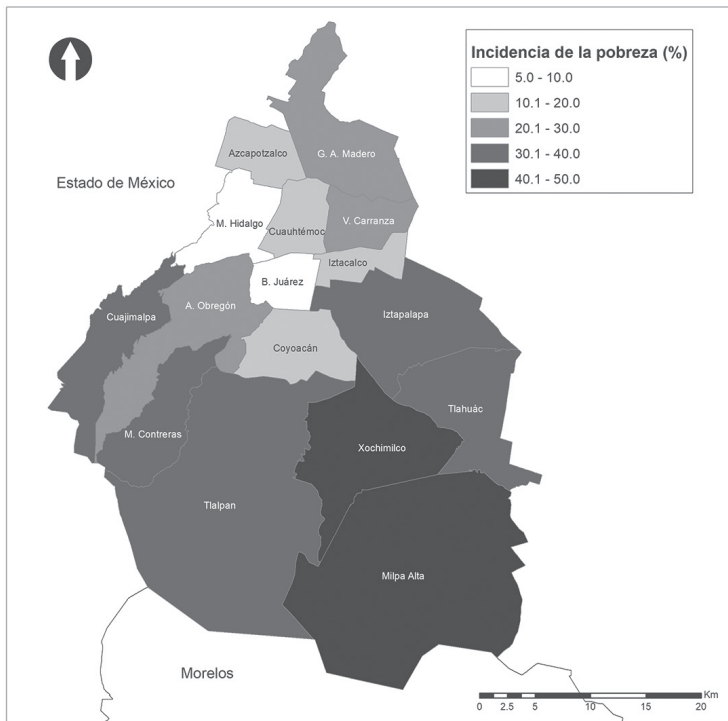 Incidencia de la pobreza (%)
5.0 - 10.0
10.1 - 20.0
20.1 - 30.0
30.1 - 40.0
40.1 - 50.0
Azcapotzalco
G. A. Madero
Estado de México
M. Hidalgo
Cuauhtémoc
V. Carranza
Iztacalco
B. Juárez
Cuajimalpa
A. Obregón
Iztapalapa
Coyoacán
Tlahuác
M. Contreras
Xochimilco
Tlalpan
Milpa Alta
Morelos
Km
0 2.5 5 10 15 20